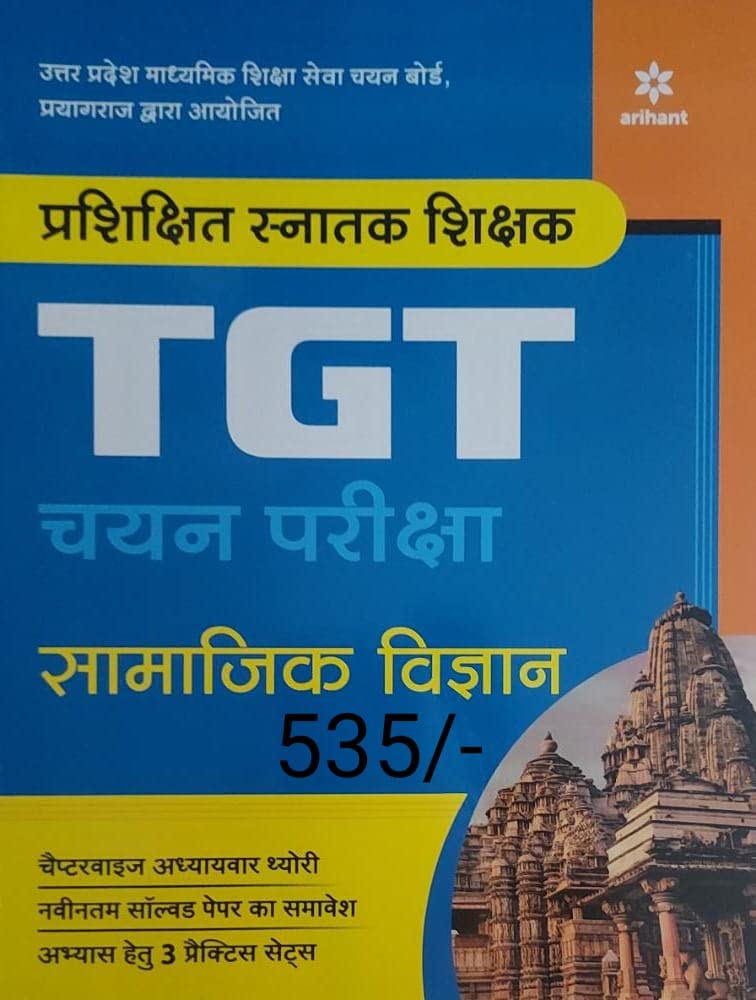 उत्तर प्रदेश माध्यमिक शिक्षा सेवा चयन बोर्ड,
प्रयागराज द्वारा आयोजित
arihant
प्रशिक्षित स्नातक शिक्षक
TGT
चयन परीक्षा
सामाजिक विज्ञान
535/-
चैप्टरवाइज अध्यायवार थ्योरी
नवीनतम सॉल्वड पेपर का समावेश
अभ्यास हेतु 3 प्रैक्टिस सेट्स